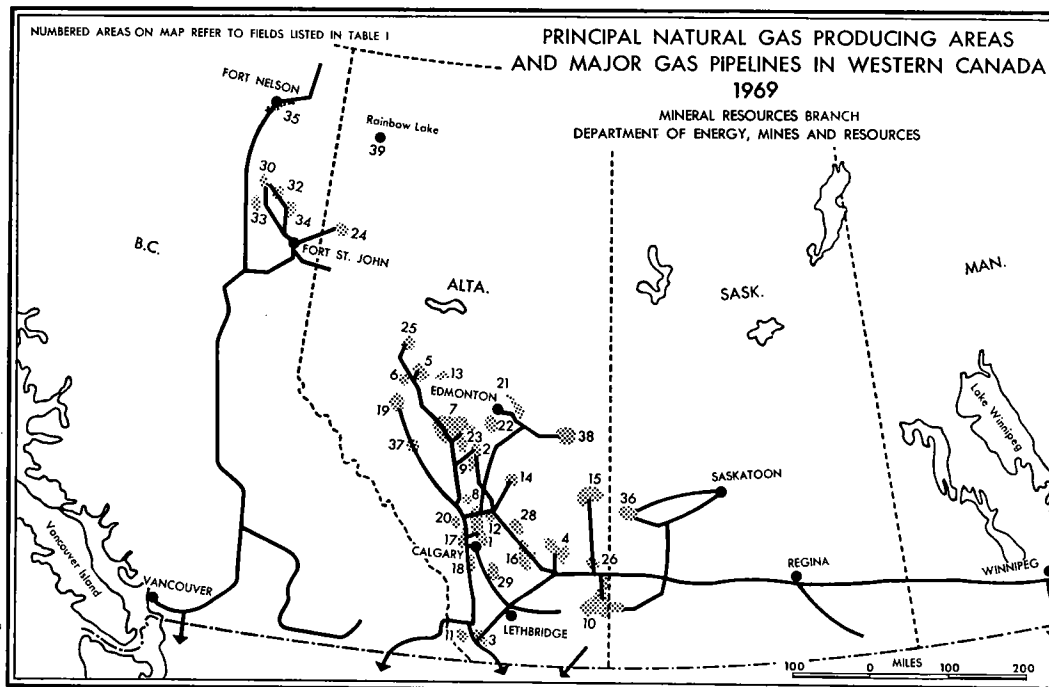 NUMBERED AREAS ON MAP REFER TO FIELDS LISTED IN TABLE I
PRINCIPAL NATURAL GAS PRODUCING AREAS
AND MAJOR GAS PIPELINES IN WESTERN CANADA
1969
MINERAL RESOURCES BRANCH
DEPARTMENT OF ENERGY, MINES AND RESOURCES
FORT NELSON
35
Rainbow Lake
39
30
32
33
34
24
FORT ST. JOHN
B.C.
ALTA.
SASK.
MAN.
25
5
6
13
EDMONTON
21
19
7
22
38
23
37
2
9
14
15
SASKATOON
36
8
20
12
28
17
1
4
CALGARY
16
18
26
29
REGINA
WINNIPEG
Lake Winnipeg
Vancouver Island
VANCOUVER
10
LETHBRIDGE
11
3
100 0 MILES 100 200